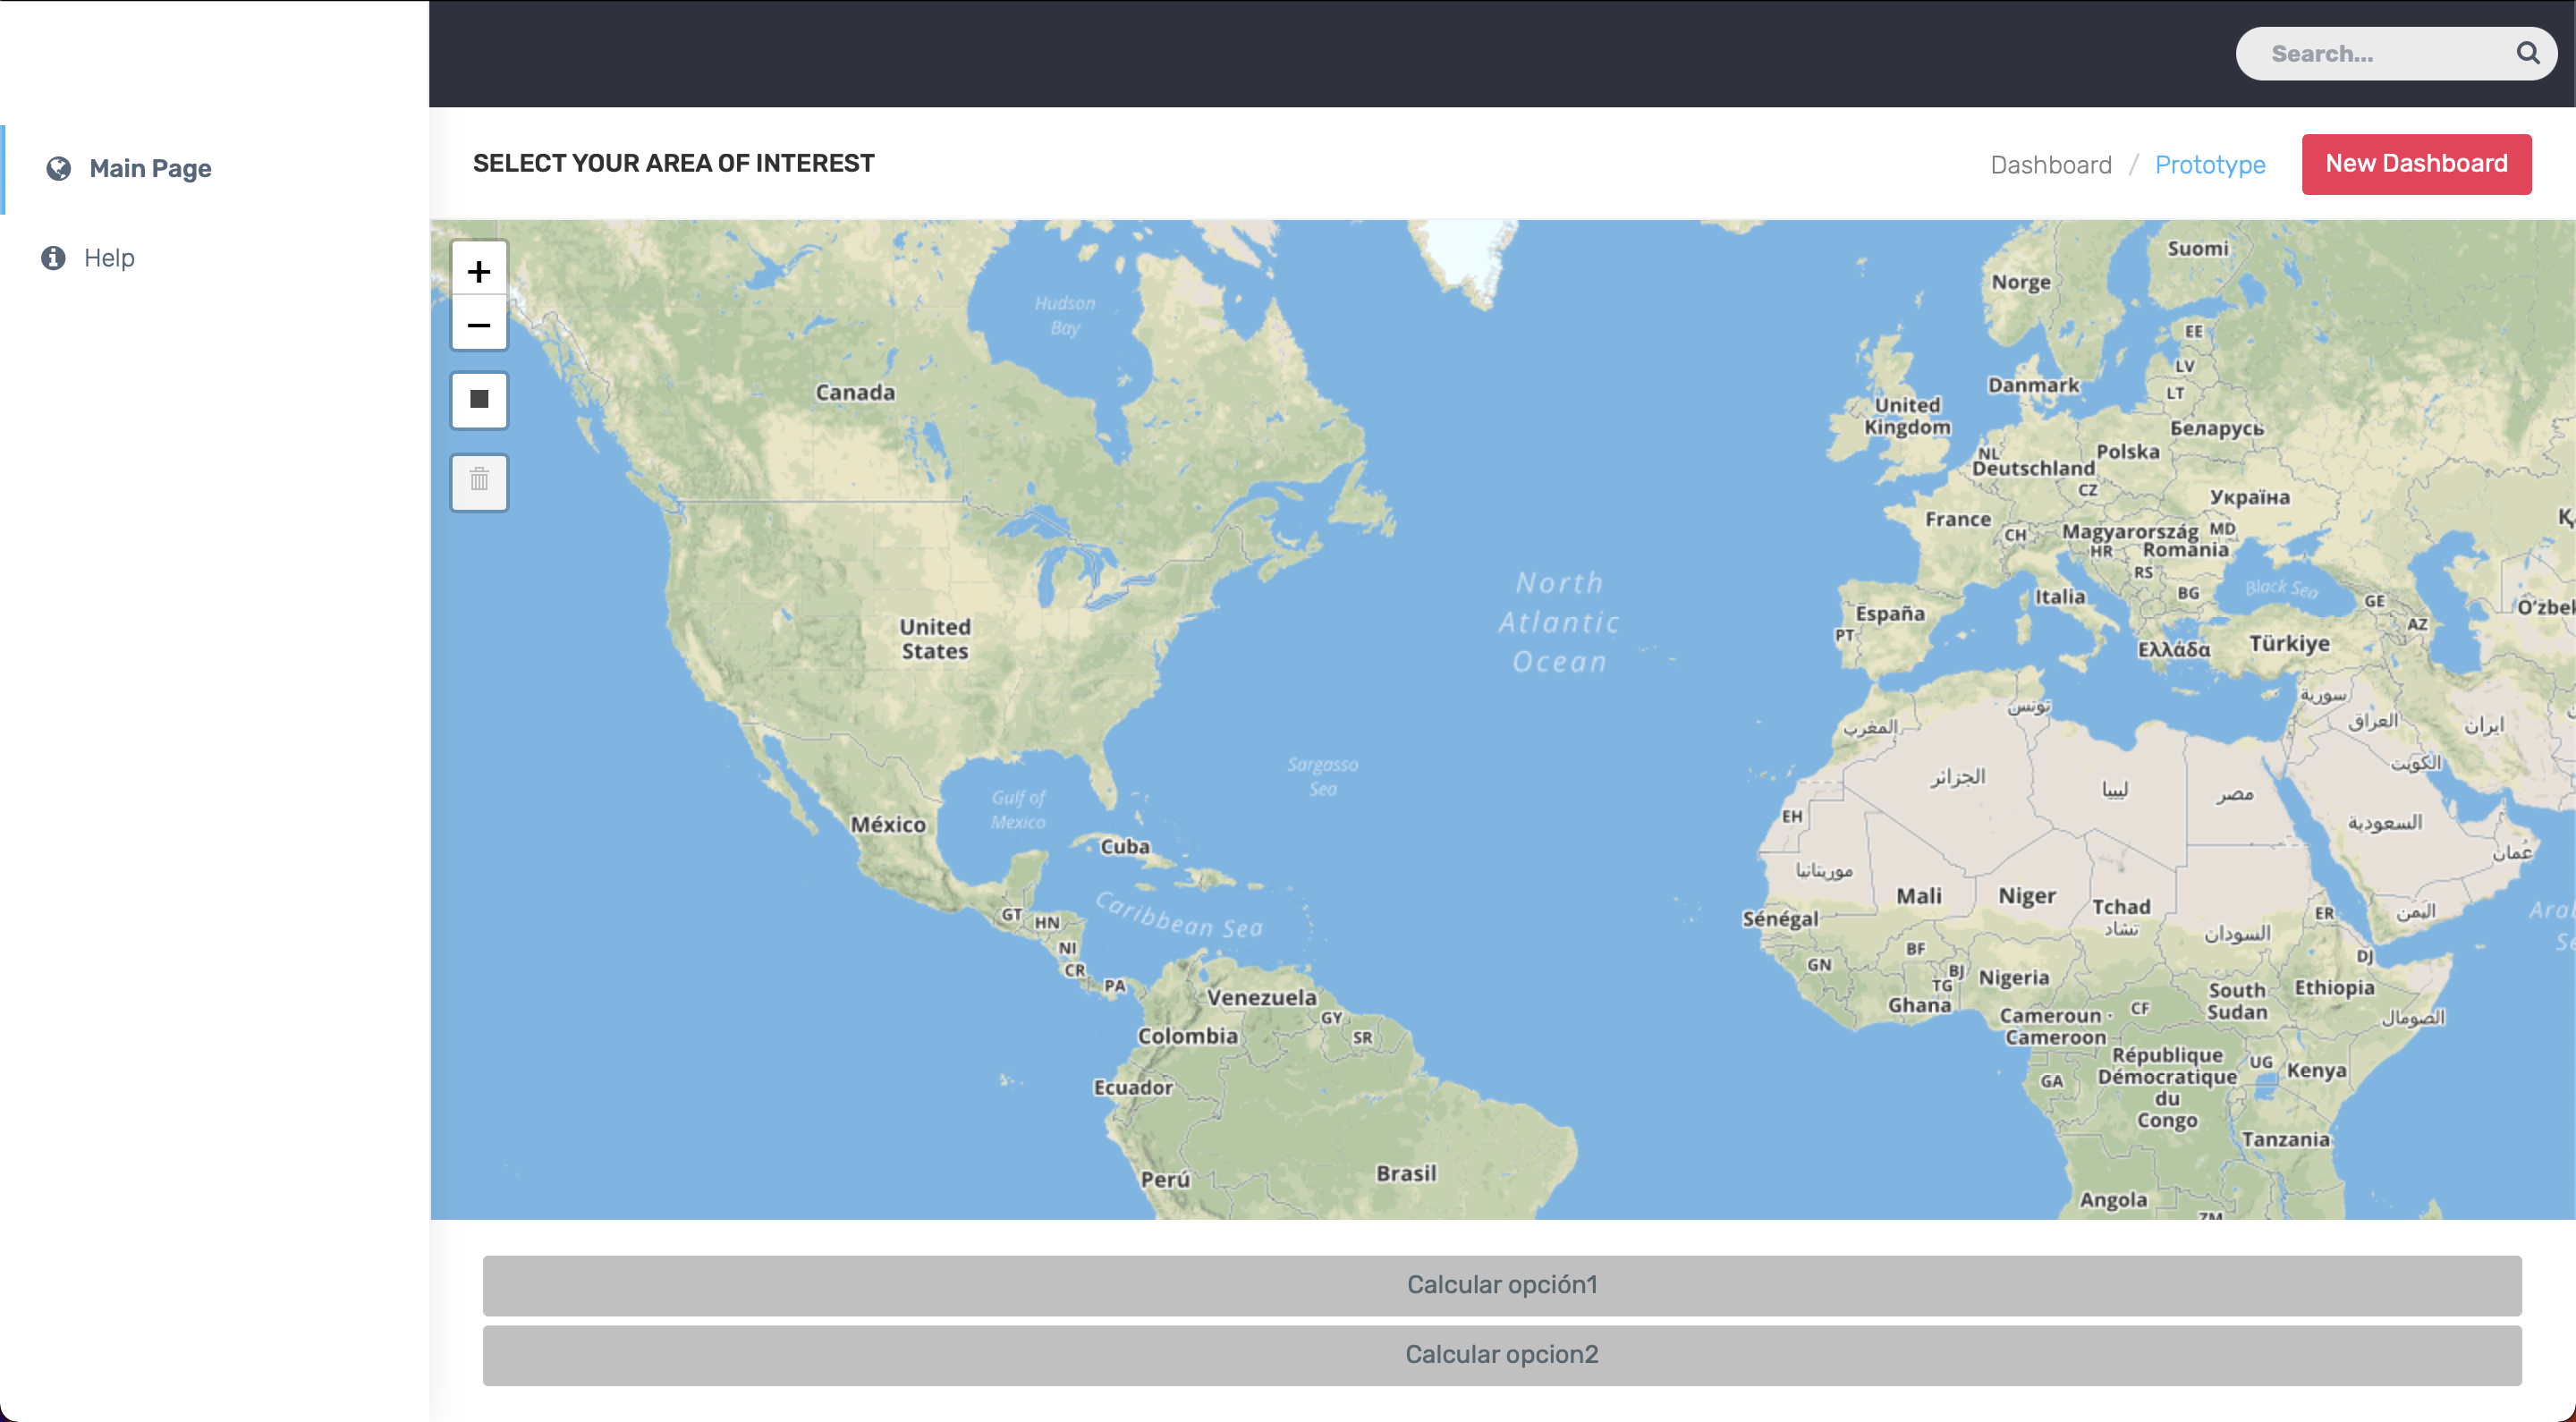 Search...
Main Page
Help
SELECT YOUR AREA OF INTEREST
Dashboard / Prototype
New Dashboard
+
−
Hudson
Bay
Canada
United
States
México
Gulf of
Mexico
Cuba
Sargasso
Sea
Caribbean Sea
GT
HN
NI
CR
PA
Venezuela
Colombia
GY
SR
Ecuador
Perú
Brasil
North
Atlantic
Ocean
Suomi
Norge
EE
LV
LT
Danmark
United
Kingdom
Беларусь
NL
Polska
Deutschland
CZ
Україна
France
CH
Magyarország
MD
HR
Romania
RS
Black Sea
BG
GE
Italia
España
PT
AZ
Ελλάδα
Türkiye
سورية
تونس
العراق
ايران
المغرب
الكويت
الجزائر
ليبيا
مصر
السعودية
EH
عُمان
موريتانيا
Mali
Niger
Tchad
تشاد
ER
اليمن
Sénégal
السودان
BF
DJ
GN
BJ
Nigeria
TG
Ghana
South
Sudan
Ethiopia
CF
Cameroun
Cameroon
الصومال
République
Démocratique
du
Congo
UG
Kenya
GA
Tanzania
Angola
Calcular opción1
Calcular opcion2